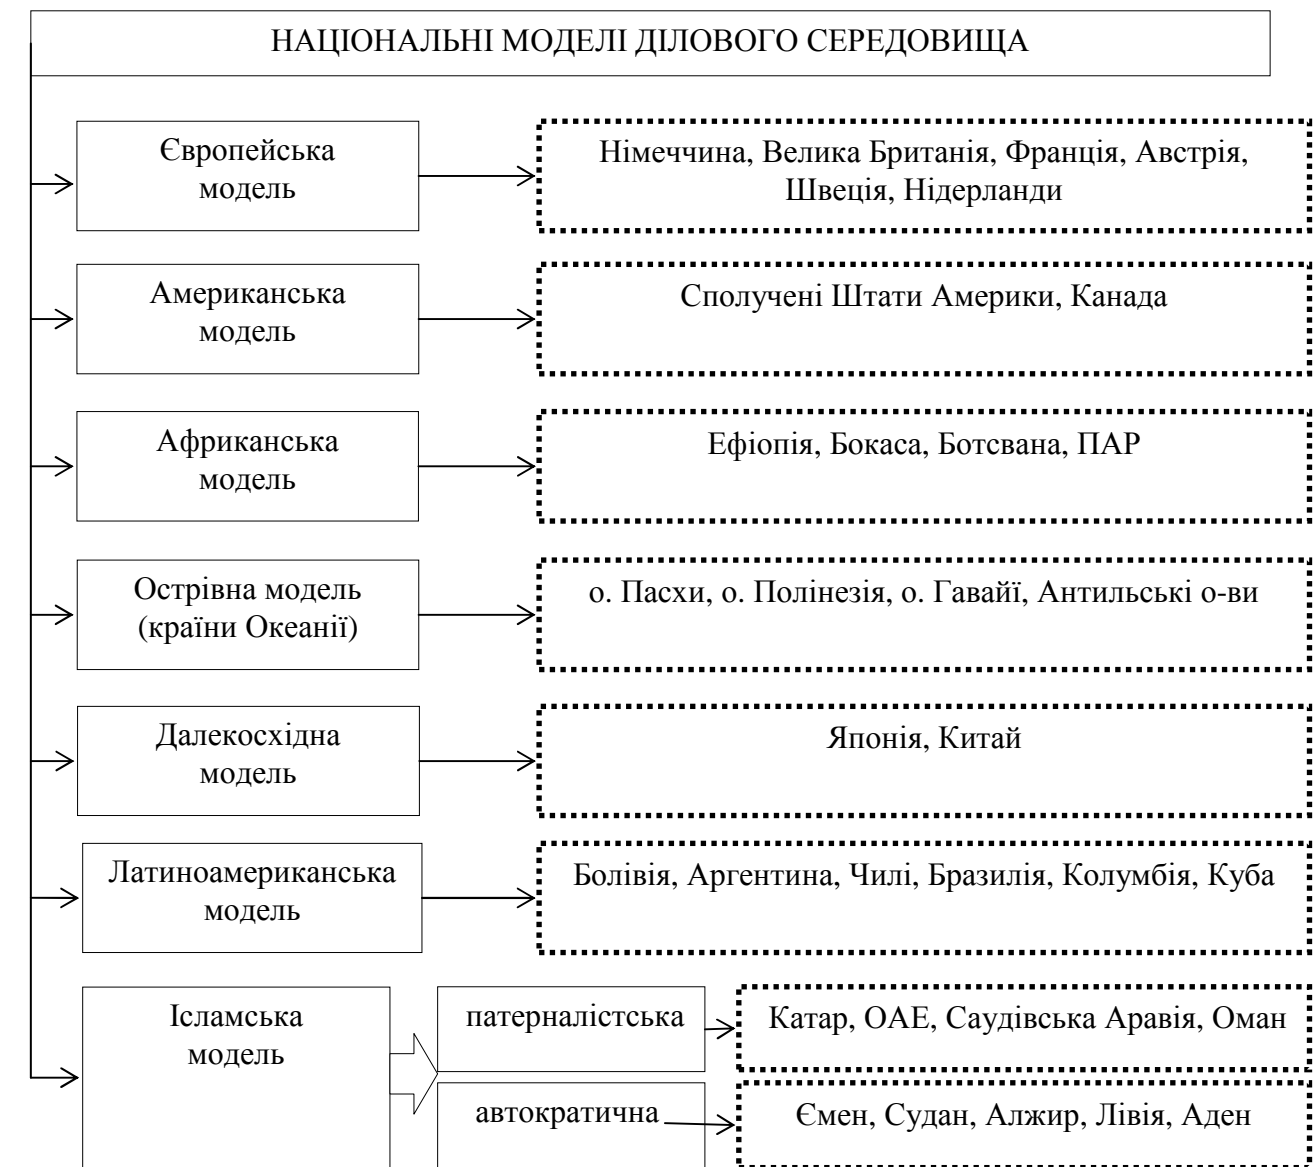 НАЦІОНАЛЬНІ МОДЕЛІ ДІЛОВОГО СЕРЕДОВИЩА
Європейська
модель
Німеччина, Велика Британія, Франція, Австрія,
Швеція, Нідерланди
Американська
модель
Сполучені Штати Америки, Канада
Африканська
модель
Ефіопія, Бокаса, Ботсвана, ПАР
Острівна модель
(країни Океанії)
о. Пасхи, о. Полінезія, о. Гавайї, Антильські о-ви
Далекосхідна
модель
Японія, Китай
Латиноамериканська
модель
Болівія, Аргентина, Чилі, Бразилія, Колумбія, Куба
Ісламська
модель
патерналістська
Катар, ОАЕ, Саудівська Аравія, Оман
автократична
Ємен, Судан, Алжир, Лівія, Аден